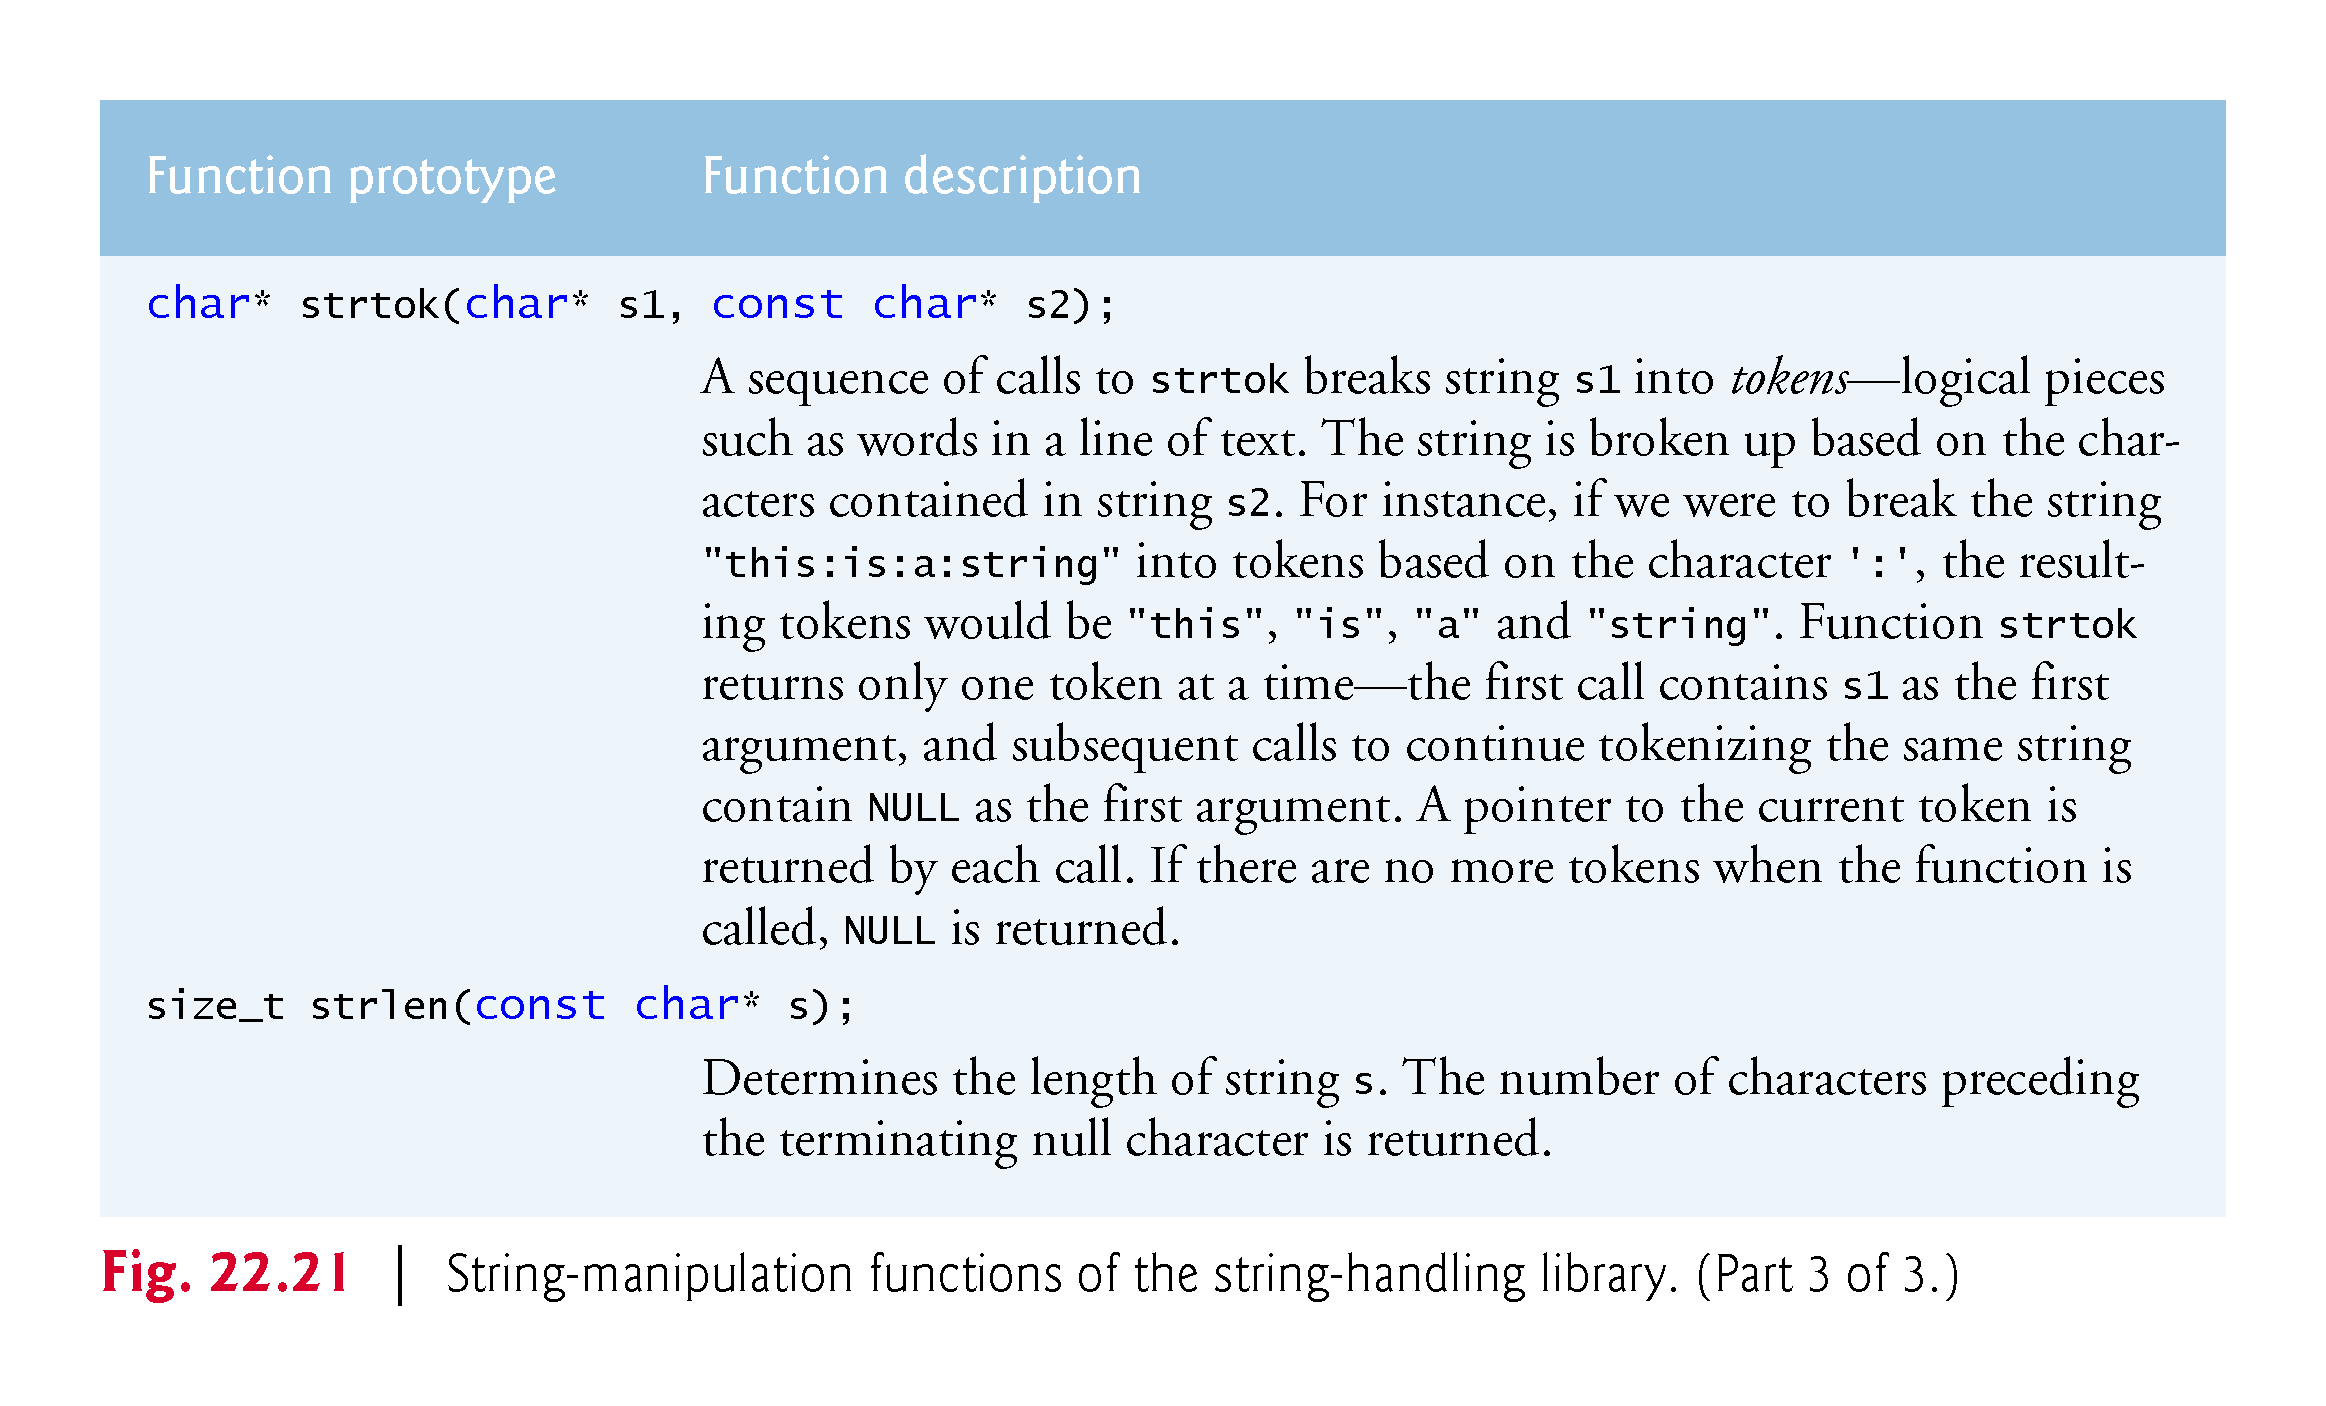 Function prototype Function description
char* strtok(char* s1, const char* s2);
A sequence of calls to strtok breaks string s1 into tokens—logical pieces
such as words in a line of text. The string is broken up based on the char-
acters contained in string s2. For instance, if we were to break the string
"this:is:a:string" into tokens based on the character ':', the result-
ing tokens would be "this", "is", "a" and "string". Function strtok
returns only one token at a time—the first call contains s1 as the first
argument, and subsequent calls to continue tokenizing the same string
contain NULL as the first argument. A pointer to the current token is
returned by each call. If there are no more tokens when the function is
called, NULL is returned.
size_t strlen(const char* s);
Determines the length of string s. The number of characters preceding
the terminating null character is returned.
Fig. 22.21 | String-manipulation functions of the string-handling library. (Part 3 of 3.)